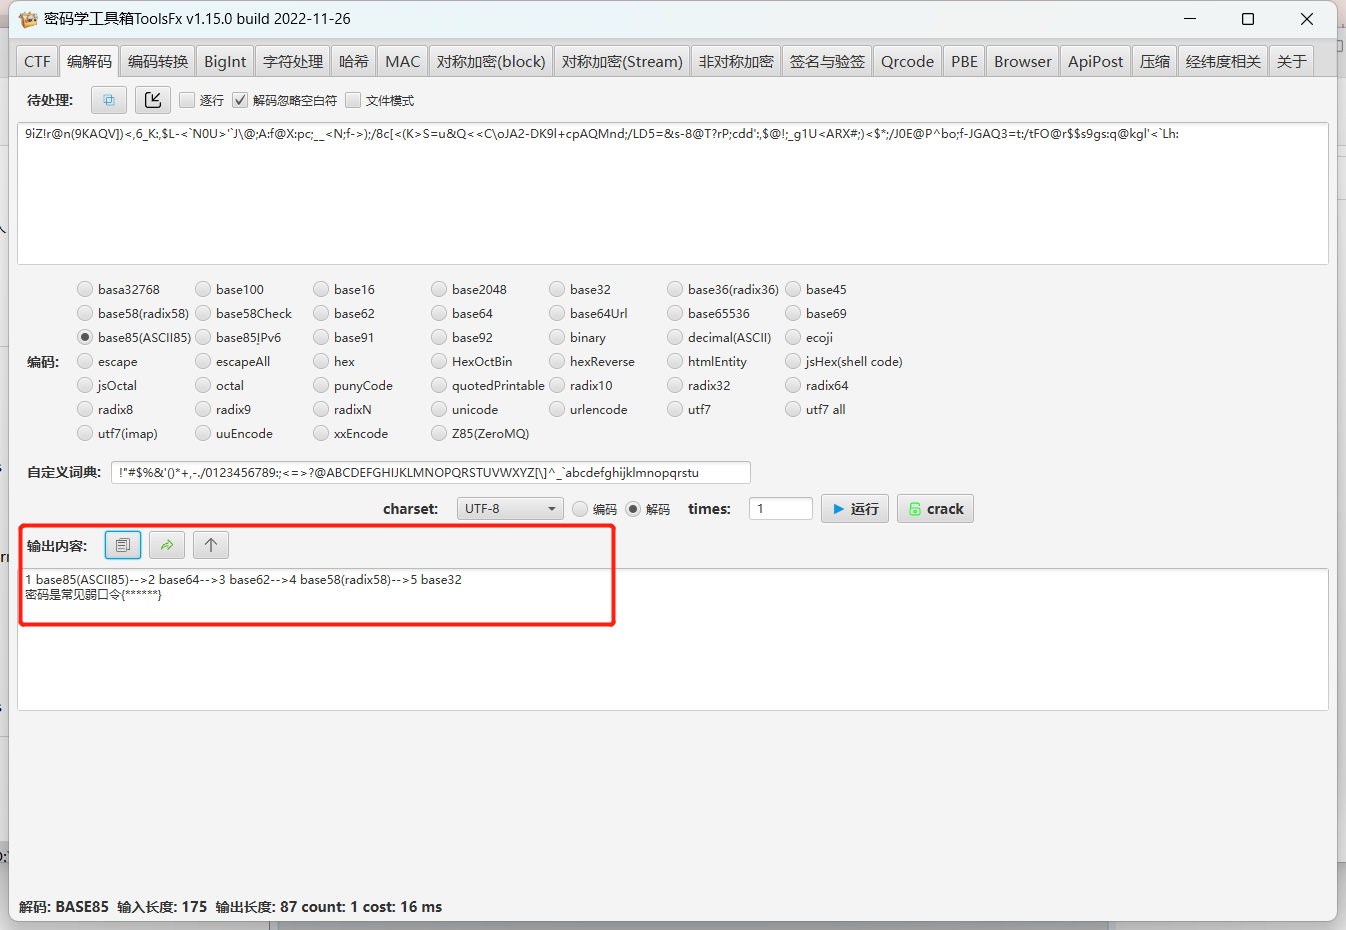 密码学工具箱ToolsFx v1.15.0 build 2022-11-26
CTF 编解码 编码转换 BigInt 字符处理 哈希 MAC 对称加密(block) 对称加密(Stream) 非对称加密 签名与验签 Qrcode PBE Browser ApiPost 压缩 经纬度相关 关于
待处理: 逐行 解码忽略空白符 文件模式
9iZ!r@n(9KAQV])<,6_K:,$L-<`N0U>'`J\@;A:f@X:pc;__<N;f->);/8c[<(K>S=u&Q<<C\oJA2-DK9l+cpAQMnd;/LD5=&s-8@T?rP;cdd':,$@!;_g1U<ARX#;)<$*;/J0E@P^bo;f-JGAQ3=t:/tFO@r$$s9gs:q@kgl'<`Lh:
basa32768 base100 base16 base2048 base32 base36(radix36) base45
base58(radix58) base58Check base62 base64 base64Url base65536 base69
base85(ASCII85) base85IPv6 base91 base92 binary decimal(ASCII) ecoji
编码: escape escapeAll hex HexOctBin hexReverse htmlEntity jsHex(shell code)
jsOctal octal punyCode quotedPrintable radix10 radix32 radix64
radix8 radix9 radixN unicode urlencode utf7 utf7 all
utf7(imap) uuEncode xxEncode Z85(ZeroMQ)
自定义词典: !"#$%&'()*+,-./0123456789:;<=>?@ABCDEFGHIJKLMNOPQRSTUVWXYZ[\]^_`abcdefghijklmnopqrstu
charset: UTF-8 编码 解码 times: 1 运行 crack
输出内容:
1 base85(ASCII85)-->2 base64-->3 base62-->4 base58(radix58)-->5 base32
密码是常见弱口令{******}
解码: BASE85 输入长度: 175 输出长度: 87 count: 1 cost: 16 ms